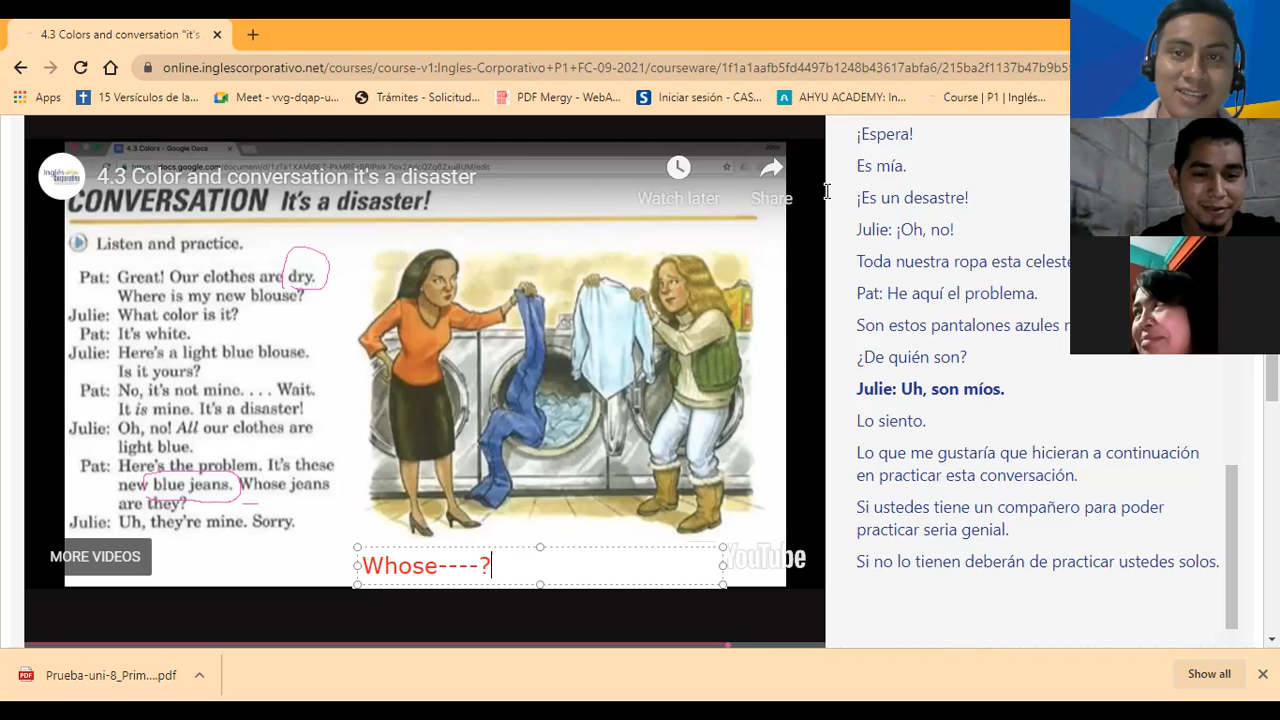 4.3 Colors and conversation "it's
online.inglescorporativo.net/courses/course-v1:Ingles-Corporativo+P1+FC-09-2021/courseware/1f1a1aafb5fd4497b1248b43617abfa6/215ba2f1137b47b9b5
Apps
15 Versículos de la...
Meet - vvg-dqap-u...
Trámites - Solicitud...
PDF Mergy - WebA...
Iniciar sesión - CAS...
AHYU ACADEMY: In...
Course | P1 | Inglés...
4.3 Colors - Google Docs
4.3 Color and conversation it's a disaster
Watch later
Share
CONVERSATION It's a disaster!
Listen and practice.
Pat: Great! Our clothes are dry.
Where is my new blouse?
Julie: What color is it?
Pat: It's white.
Julie: Here's a light blue blouse.
Is it yours?
Pat: No, it's not mine. . . . Wait.
It is mine. It's a disaster!
Julie: Oh, no! All our clothes are
light blue.
Pat: Here's the problem. It's these
new blue jeans. Whose jeans
are they?
Julie: Uh, they're mine. Sorry.
MORE VIDEOS
Whose----?
YouTube
¡Espera!
Es mía.
¡Es un desastre!
Julie: ¡Oh, no!
Toda nuestra ropa esta celeste
Pat: He aquí el problema.
Son estos pantalones azules
¿De quién son?
Julie: Uh, son míos.
Lo siento.
Lo que me gustaría que hicieran a continuación
en practicar esta conversación.
Si ustedes tiene un compañero para poder
practicar seria genial.
Si no lo tienen deberán de practicar ustedes solos.
Prueba-uni-8_Prim....pdf
Show all